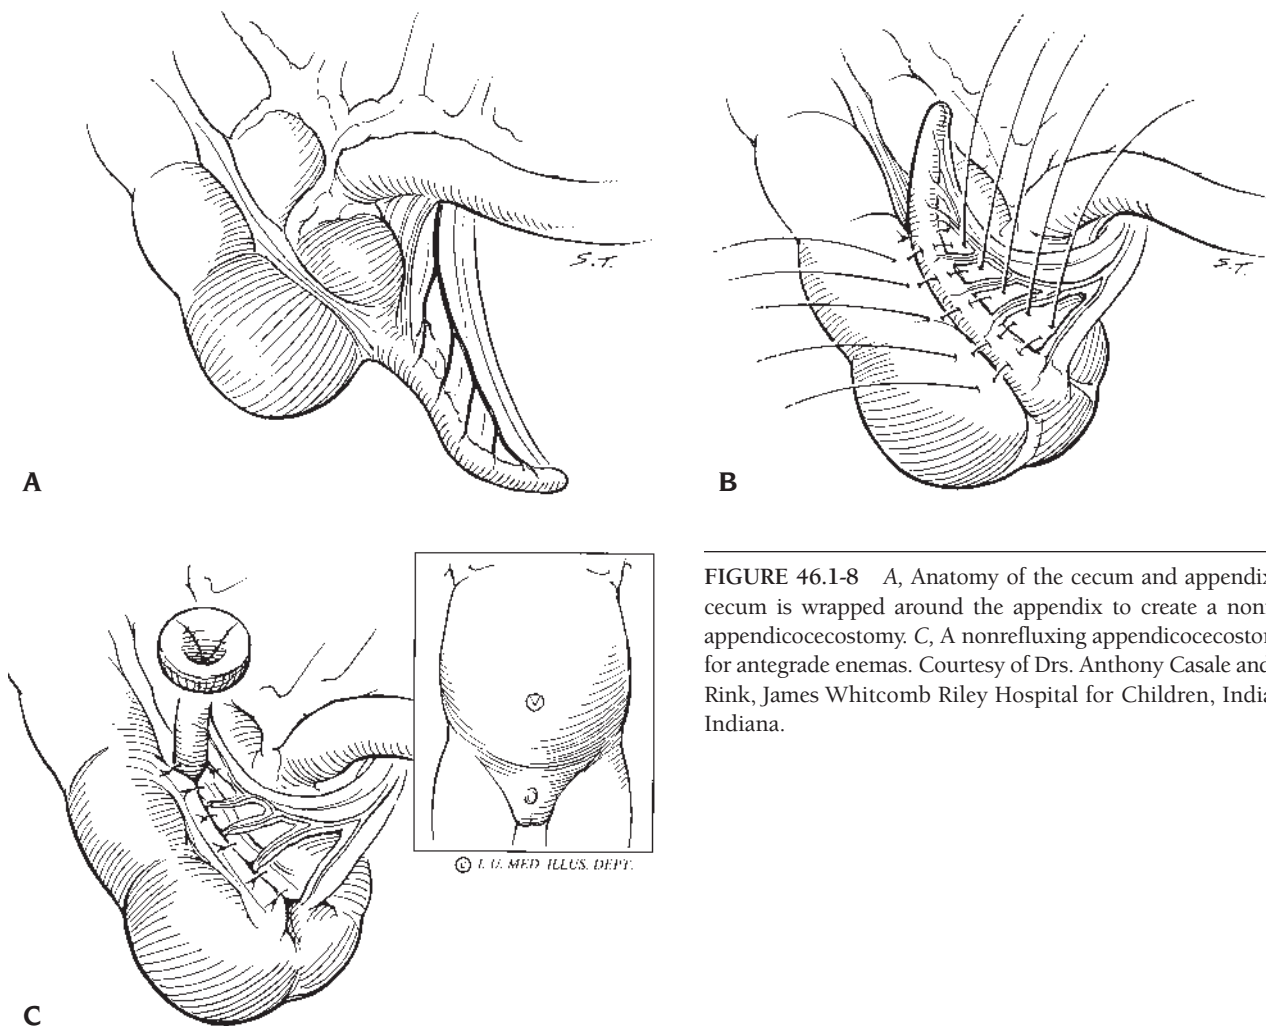 S.T.
S.T.
A
B
FIGURE 46.1-8 A, Anatomy of the cecum and appendix
cecum is wrapped around the appendix to create a non
appendicocecostomy. C, A nonrefluxing appendicocecosto
for antegrade enemas. Courtesy of Drs. Anthony Casale and
Rink, James Whitcomb Riley Hospital for Children, India
Indiana.
© I. U. MED. ILLUS. DEPT.
C